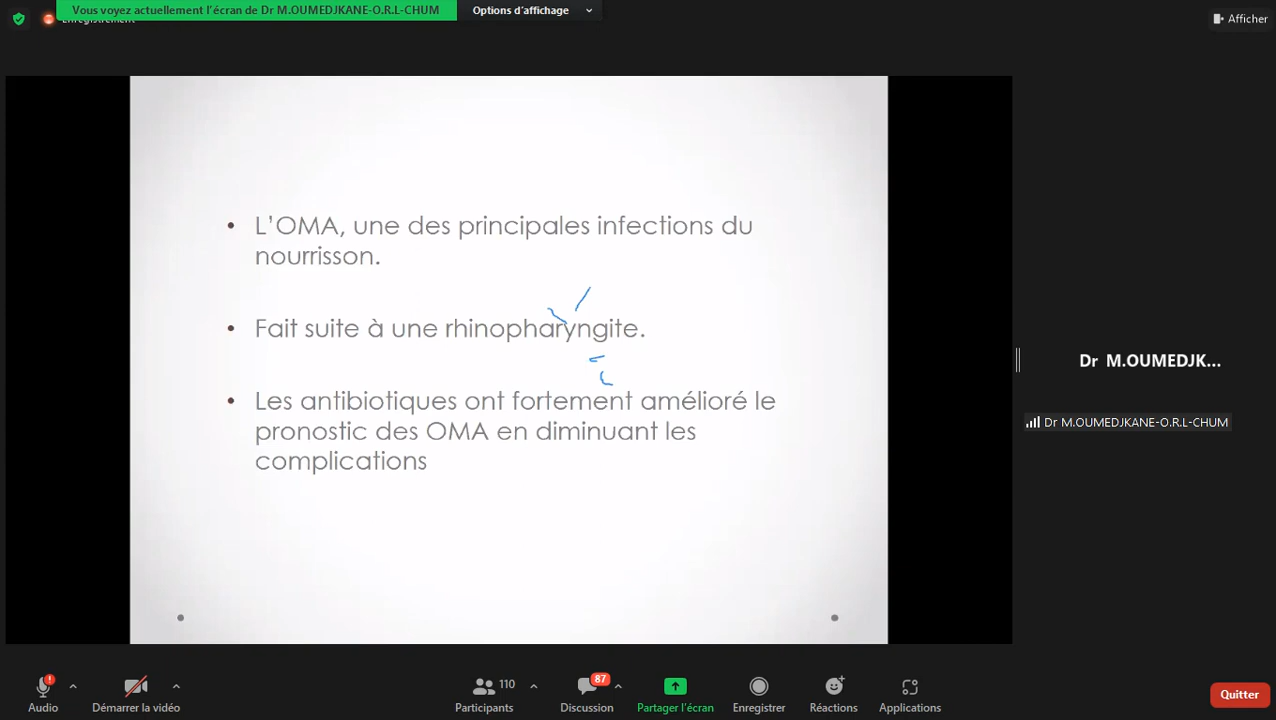 Vous voyez actuellement l'écran de Dr M.OUMEDJKANE-O.R.L-CHUM
Options d'affichage
Enregistrement
Afficher
• L'OMA, une des principales infections du
nourrisson.
• Fait suite à une rhinopharyngite.
• Les antibiotiques ont fortement amélioré le
pronostic des OMA en diminuant les
complications
Dr M.OUMEDJK...
Dr M.OUMEDJKANE-O.R.L-CHUM
110
87
Audio
Démarrer la vidéo
Participants
Discussion
Partager l'écran
Enregistrer
Réactions
Applications
Quitter